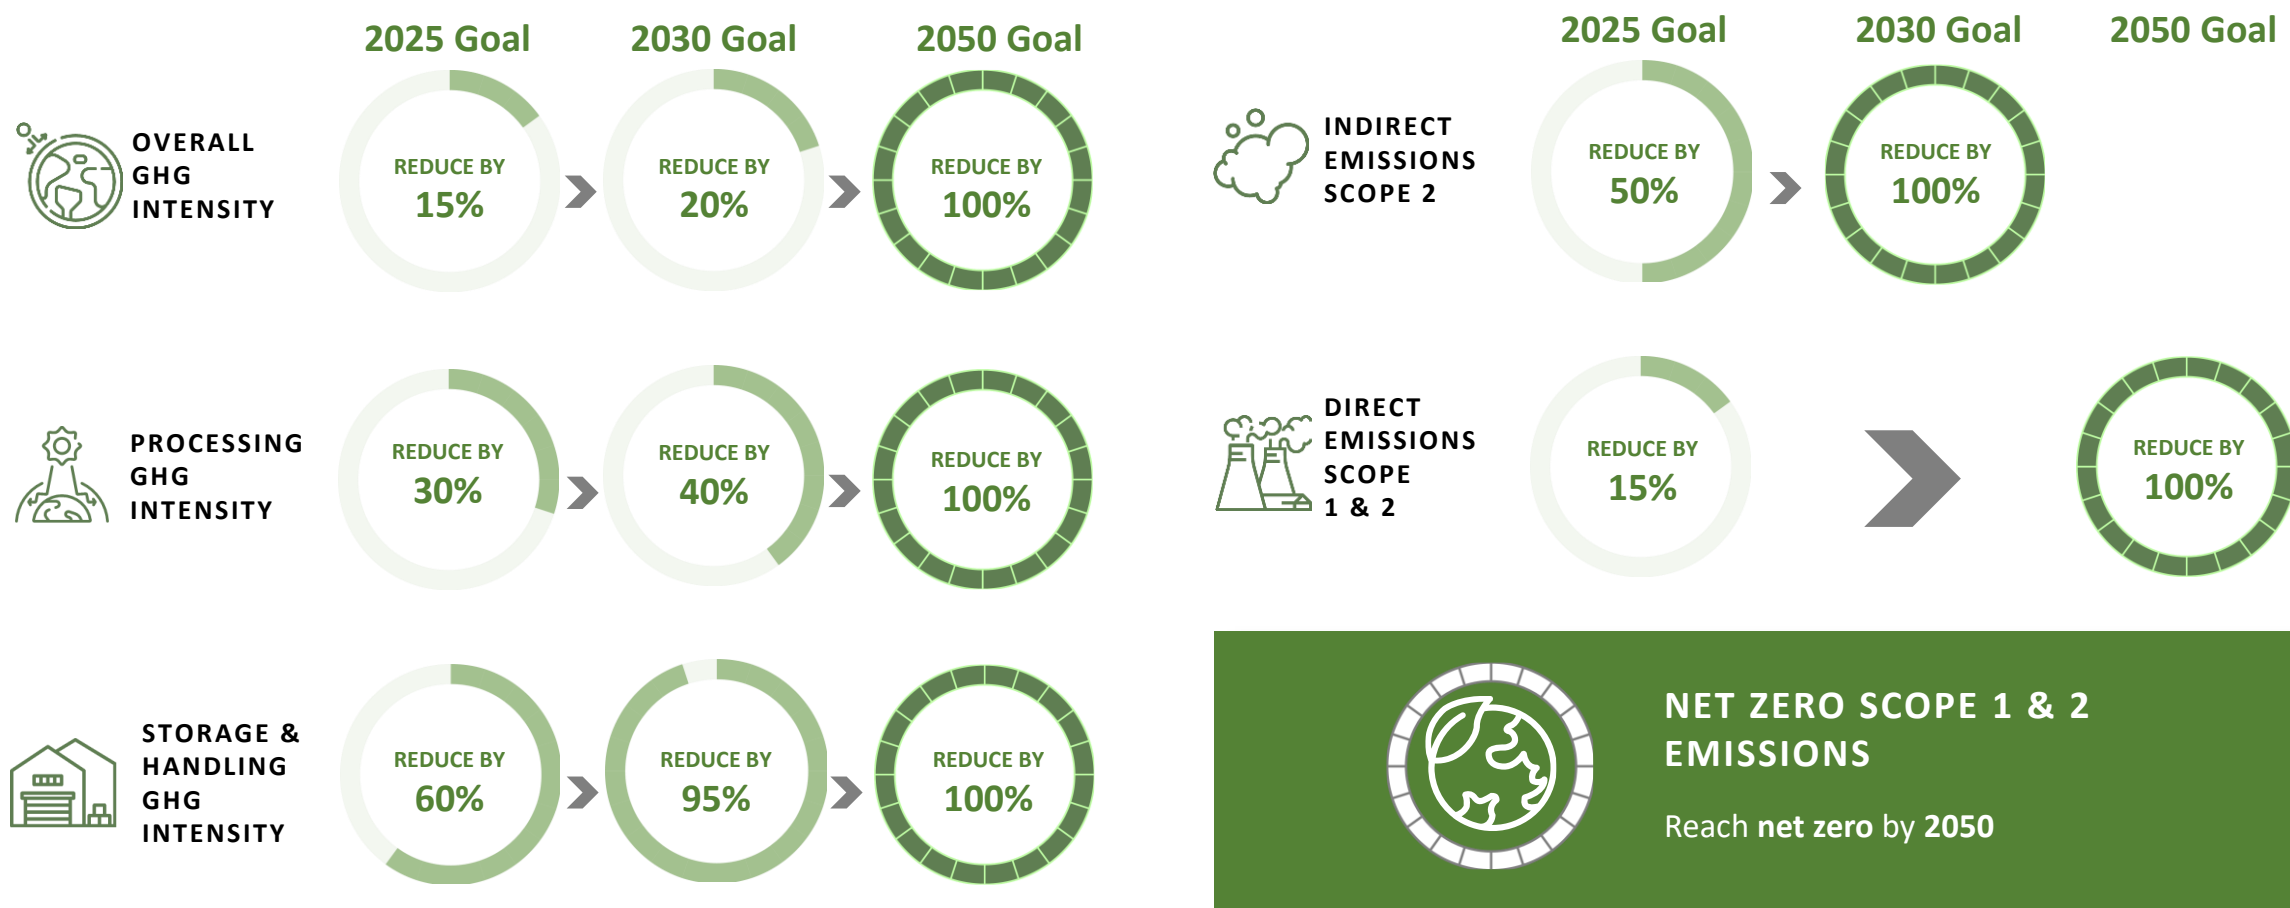 2025 Goal
2030 Goal
2050 Goal
OVERALL
GHG
INTENSITY
REDUCE BY
15%
REDUCE BY
20%
REDUCE BY
100%
PROCESSING
GHG
INTENSITY
REDUCE BY
30%
REDUCE BY
40%
REDUCE BY
100%
STORAGE &
HANDLING
GHG
INTENSITY
REDUCE BY
60%
REDUCE BY
95%
REDUCE BY
100%
2025 Goal
2030 Goal
2050 Goal
INDIRECT
EMISSIONS
SCOPE 2
REDUCE BY
50%
REDUCE BY
100%
DIRECT
EMISSIONS
SCOPE
1 & 2
REDUCE BY
15%
REDUCE BY
100%
NET ZERO SCOPE 1 & 2
EMISSIONS
Reach net zero by 2050